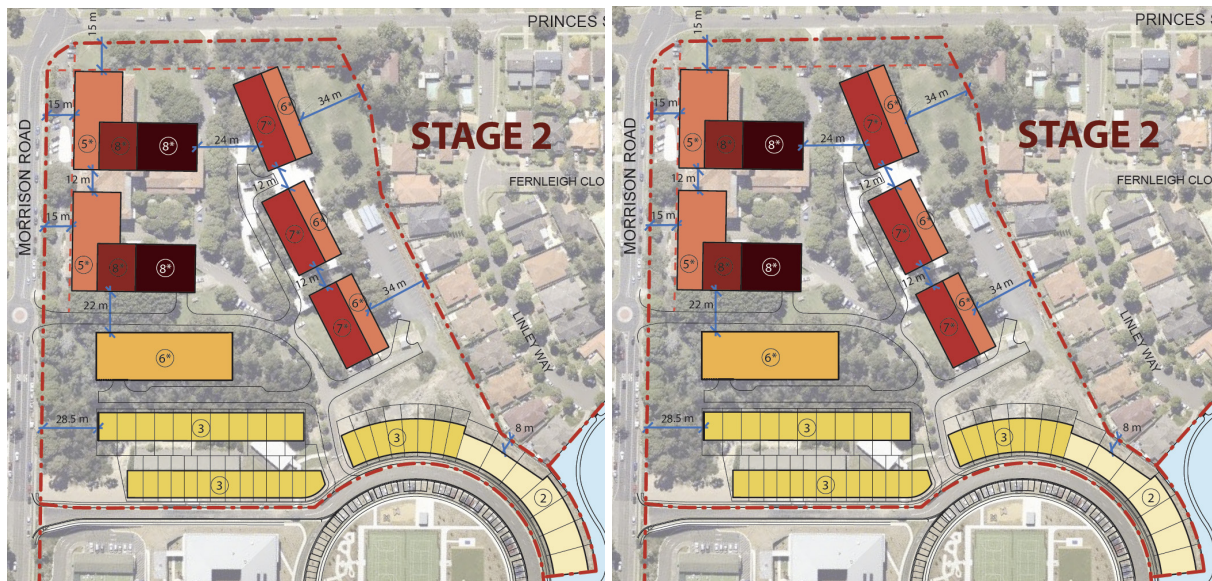 PRINCES S
15 m
15 m
34 m
6*
7*
STAGE 2
5*
8*
8*
24 m
MORRISON ROAD
12 m
12 m
FERNLEIGH CLO
15 m
6*
7*
5*
8*
8*
12 m
34 m
22 m
6*
7*
LINLEY WAY
6*
28.5 m
3
3
8 m
3
2
PRINCES S
15 m
15 m
34 m
6*
7*
STAGE 2
5*
8*
8*
24 m
MORRISON ROAD
12 m
12 m
FERNLEIGH CLO
15 m
6*
7*
5*
8*
8*
12 m
34 m
22 m
6*
7*
LINLEY WAY
6*
28.5 m
3
3
8 m
3
2